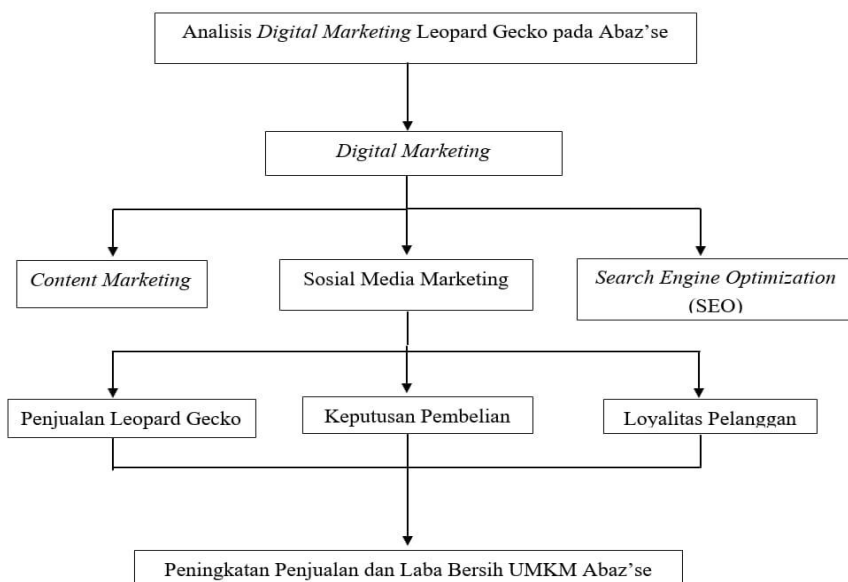 Analisis Digital Marketing Leopard Gecko pada Abaz’se
Digital Marketing
Content Marketing
Sosial Media Marketing
Search Engine Optimization
(SEO)
Penjualan Leopard Gecko
Keputusan Pembelian
Loyalitas Pelanggan
Peningkatan Penjualan dan Laba Bersih UMKM Abaz’se